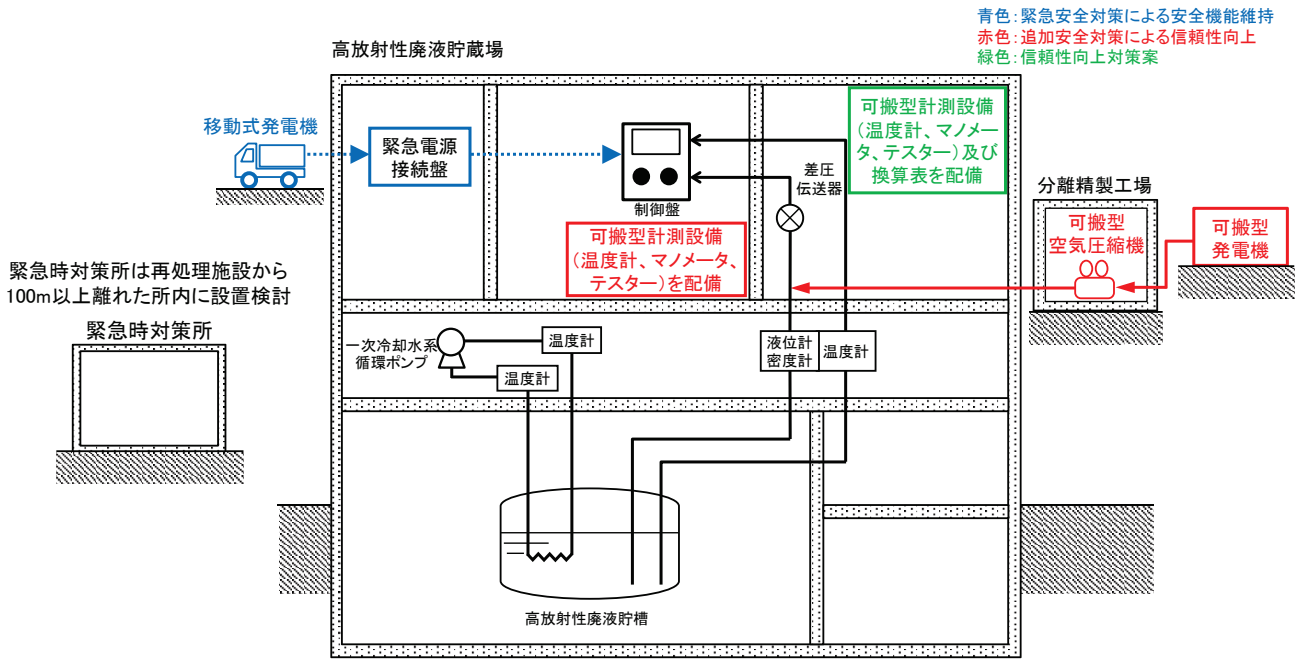 青色：緊急安全対策による安全機能維持
赤色：追加安全対策による信頼性向上
緑色：信頼性向上対策案
高放射性廃液貯蔵場
移動式発電機
緊急電源
接続盤
制御盤
差圧
伝送器
可搬型計測設備
（温度計、マノメー
タ、テスター）及び
換算表を配備
可搬型計測設備
（温度計、マノメータ、
テスター）を配備
分離精製工場
可搬型
空気圧縮機
可搬型
発電機
緊急時対策所は再処理施設から
100m以上離れた所内に設置検討
緊急時対策所
一次冷却水系
循環ポンプ
温度計
温度計
液位計
密度計
温度計
高放射性廃液貯槽